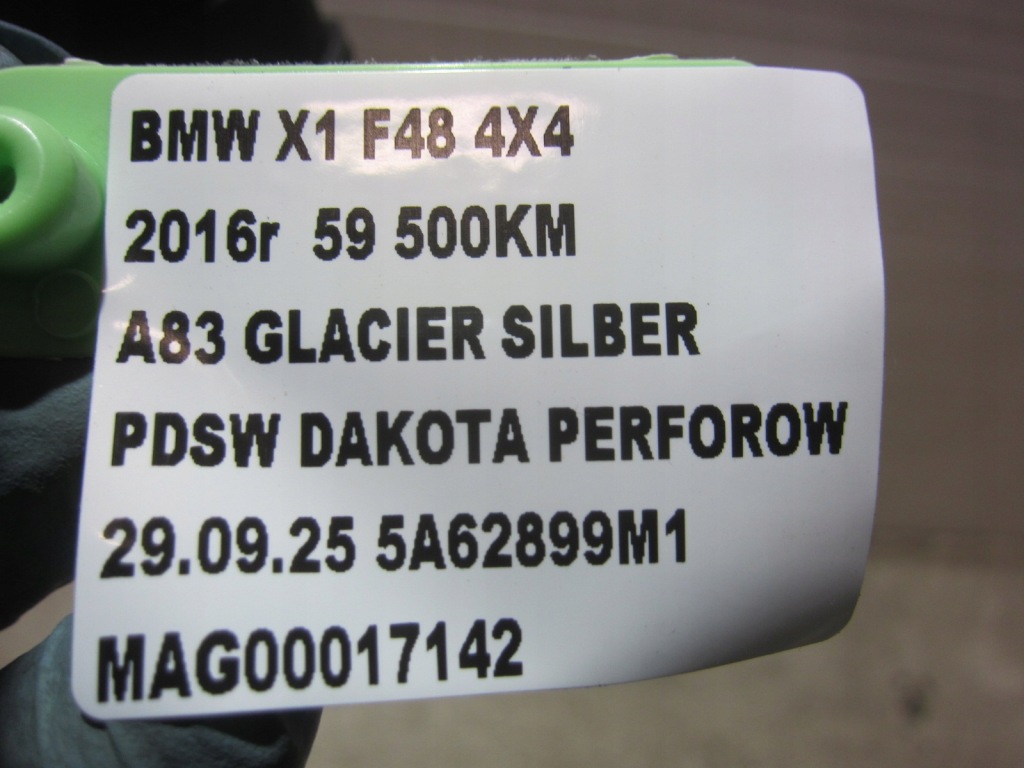 BMW X1 F48 4X4
2016r 59 500KM
A83 GLACIER SILBER
PDSW DAKOTA PERFOROW
29.09.25 5A62899M1
MAG00017142